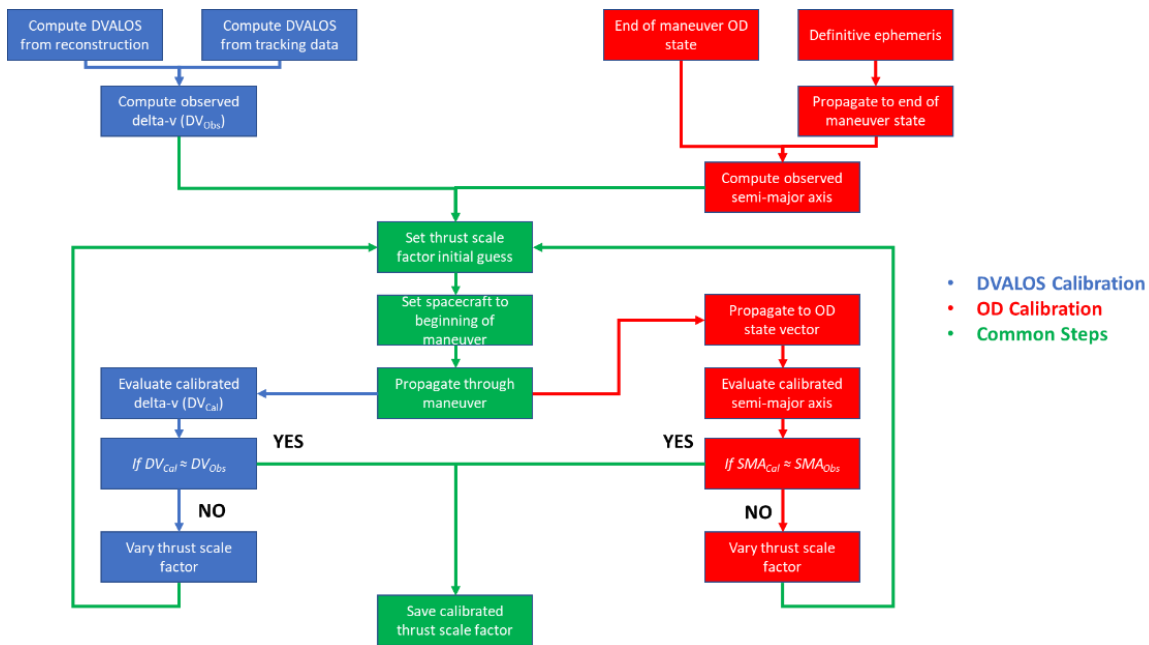 Compute DVALOS
from reconstruction
Compute DVALOS
from tracking data
End of maneuver OD
state
Definitive ephemeris
Compute observed
delta-v (DVObs)
Propagate to end of
maneuver state
Compute observed
semi-major axis
Set thrust scale
factor initial guess
Set spacecraft to
beginning of
maneuver
Propagate to OD
state vector
• DVALOS Calibration
• OD Calibration
• Common Steps
Evaluate calibrated
delta-v (DVCal)
Propagate through
maneuver
Evaluate calibrated
semi-major axis
YES
YES
If DVCal ≈ DVObs
If SMACal ≈ SMAObs
NO
NO
Vary thrust scale
factor
Vary thrust scale
factor
Save calibrated
thrust scale factor